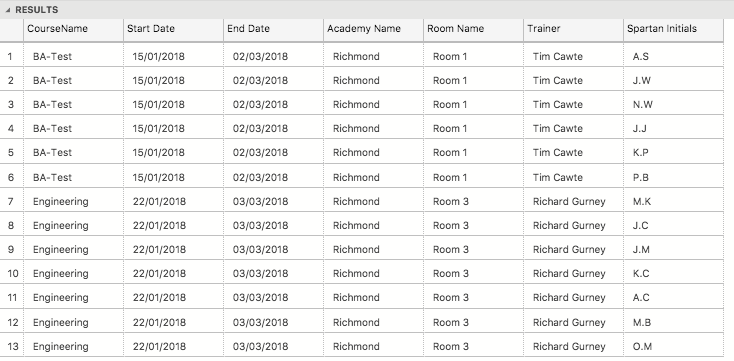 RESULTS
CourseName Start Date End Date Academy Name Room Name Trainer Spartan Initials
1 BA-Test 15/01/2018 02/03/2018 Richmond Room 1 Tim Cawte A.S
2 BA-Test 15/01/2018 02/03/2018 Richmond Room 1 Tim Cawte J.W
3 BA-Test 15/01/2018 02/03/2018 Richmond Room 1 Tim Cawte N.W
4 BA-Test 15/01/2018 02/03/2018 Richmond Room 1 Tim Cawte J.J
5 BA-Test 15/01/2018 02/03/2018 Richmond Room 1 Tim Cawte K.P
6 BA-Test 15/01/2018 02/03/2018 Richmond Room 1 Tim Cawte P.B
7 Engineering 22/01/2018 03/03/2018 Richmond Room 3 Richard Gurney M.K
8 Engineering 22/01/2018 03/03/2018 Richmond Room 3 Richard Gurney J.C
9 Engineering 22/01/2018 03/03/2018 Richmond Room 3 Richard Gurney J.M
10 Engineering 22/01/2018 03/03/2018 Richmond Room 3 Richard Gurney K.C
11 Engineering 22/01/2018 03/03/2018 Richmond Room 3 Richard Gurney A.C
12 Engineering 22/01/2018 03/03/2018 Richmond Room 3 Richard Gurney M.B
13 Engineering 22/01/2018 03/03/2018 Richmond Room 3 Richard Gurney O.M